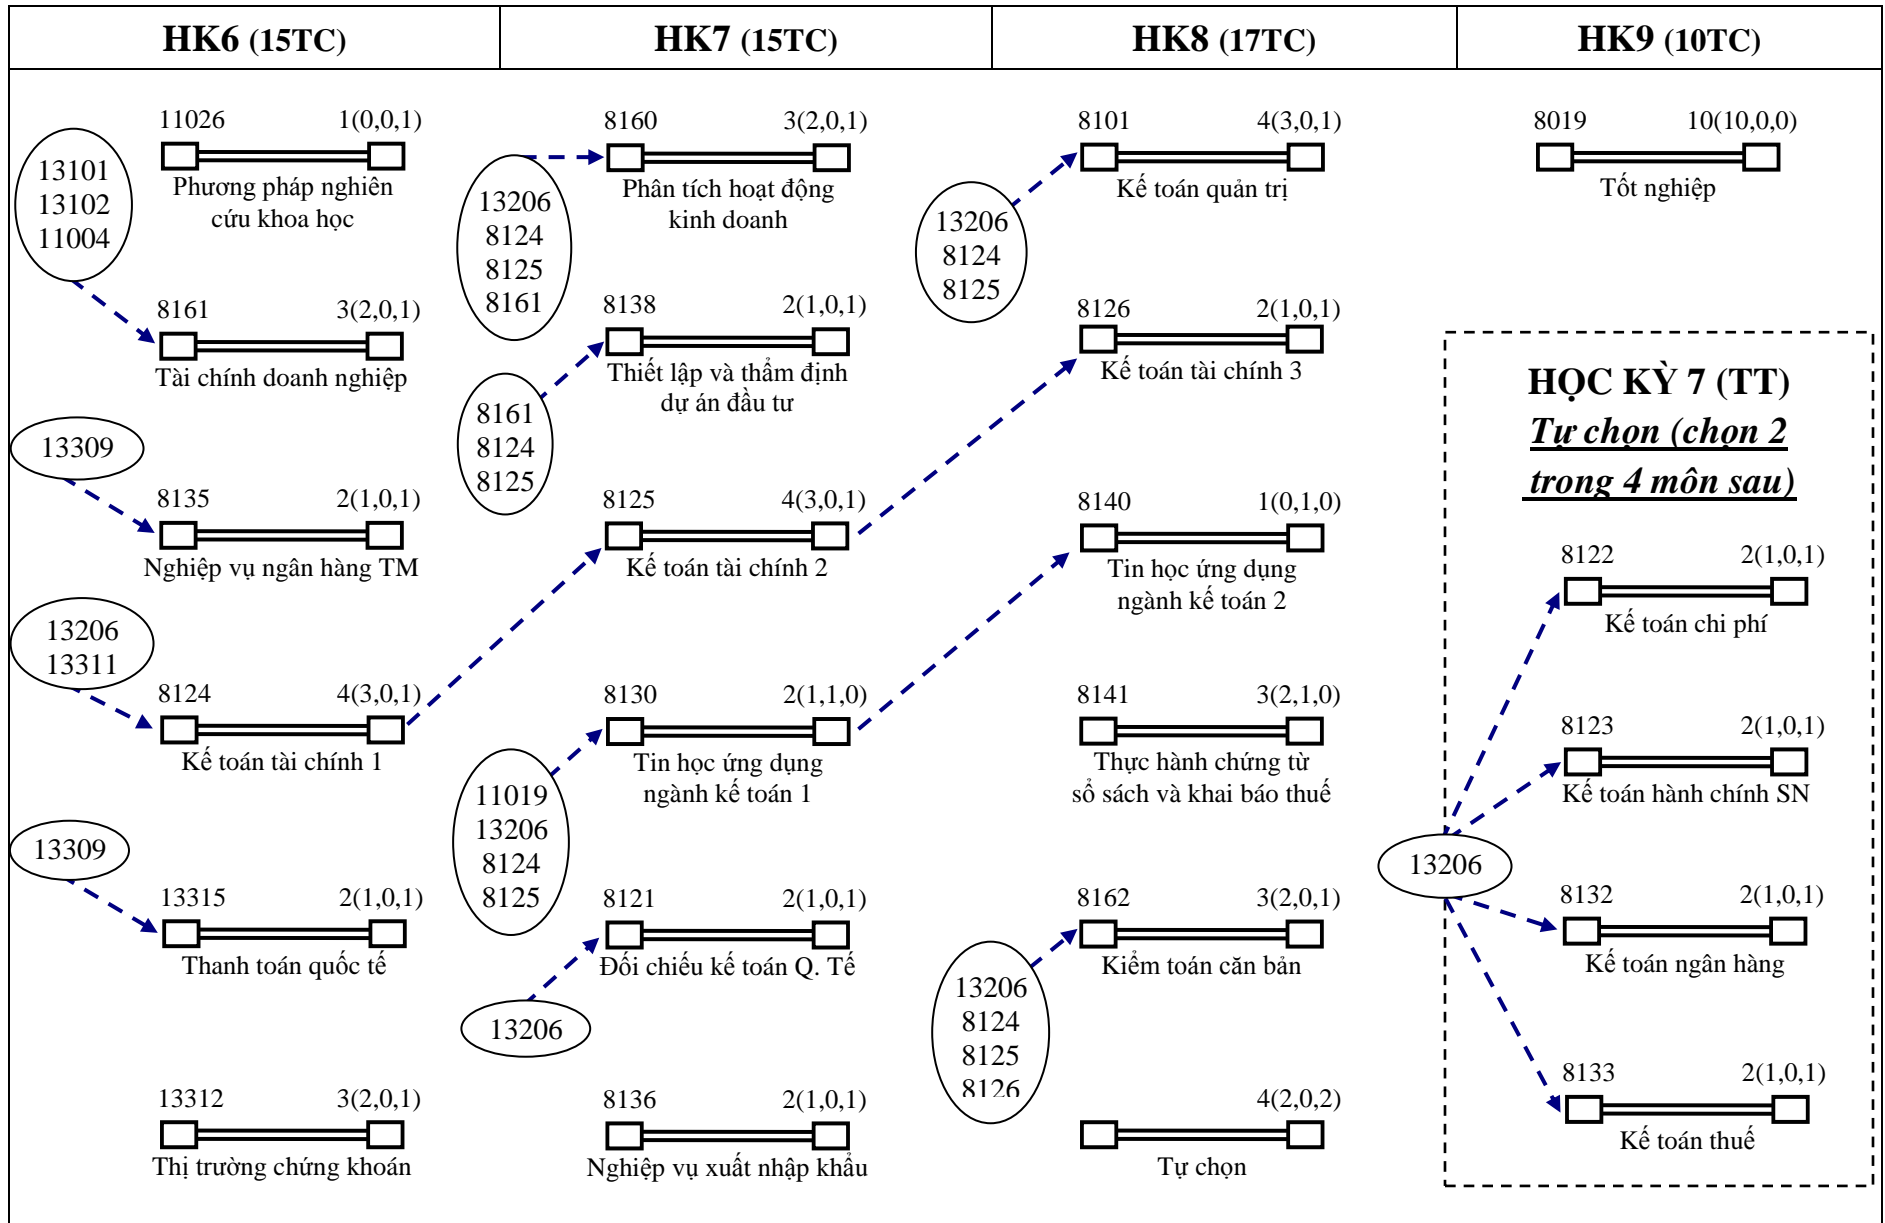 HK6 (15TC)
HK7 (15TC)
HK8 (17TC)
HK9 (10TC)
13101
13102
11004
11026 1(0,0,1)
Phương pháp nghiên
cứu khoa học
8161 3(2,0,1)
Tài chính doanh nghiệp
13309
8135 2(1,0,1)
Nghiệp vụ ngân hàng TM
13206
13311
8124 4(3,0,1)
Kế toán tài chính 1
13309
13315 2(1,0,1)
Thanh toán quốc tế
13312 3(2,0,1)
Thị trường chứng khoán
8160 3(2,0,1)
Phân tích hoạt động
kinh doanh
13206
8124
8125
8161
8138 2(1,0,1)
Thiết lập và thẩm định
dự án đầu tư
8161
8124
8125
8125 4(3,0,1)
Kế toán tài chính 2
8130 2(1,1,0)
Tin học ứng dụng
ngành kế toán 1
11019
13206
8124
8125
8121 2(1,0,1)
Đối chiếu kế toán Q. Tế
13206
8136 2(1,0,1)
Nghiệp vụ xuất nhập khẩu
8101 4(3,0,1)
Kế toán quản trị
13206
8124
8125
8126 2(1,0,1)
Kế toán tài chính 3
8140 1(0,1,0)
Tin học ứng dụng
ngành kế toán 2
8141 3(2,1,0)
Thực hành chứng từ
sổ sách và khai báo thuế
8162 3(2,0,1)
Kiểm toán căn bản
13206
8124
8125
8126
4(2,0,2)
Tự chọn
8019 10(10,0,0)
Tốt nghiệp
HỌC KỲ 7 (TT)
Tự chọn (chọn 2
trong 4 môn sau)
8122 2(1,0,1)
Kế toán chi phí
8123 2(1,0,1)
Kế toán hành chính SN
13206
8132 2(1,0,1)
Kế toán ngân hàng
8133 2(1,0,1)
Kế toán thuế